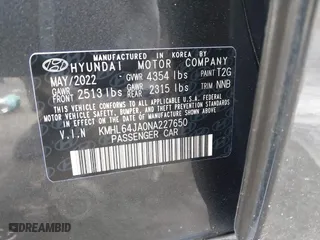 MANUFACTURED IN KOREA BY
HYUNDAI MOTOR COMPANY
MAY/2022 GVWR 4354 lbs PAINT T2G
GAWR FRONT 2513 lbs GAWR REAR 2315 lbs TRIM NNB
THIS VEHICLE CONFORMS TO ALL APPLICABLE
FEDERAL MOTOR VEHICLE SAFETY, BUMPER, AND THEFT
PREVENTION STANDARDS IN EFFECT ON THE DATE OF
MANUFACTURE SHOWN ABOVE.
V.I.N KMHL64JA0NA227650
PASSENGER CAR
DREAMBID